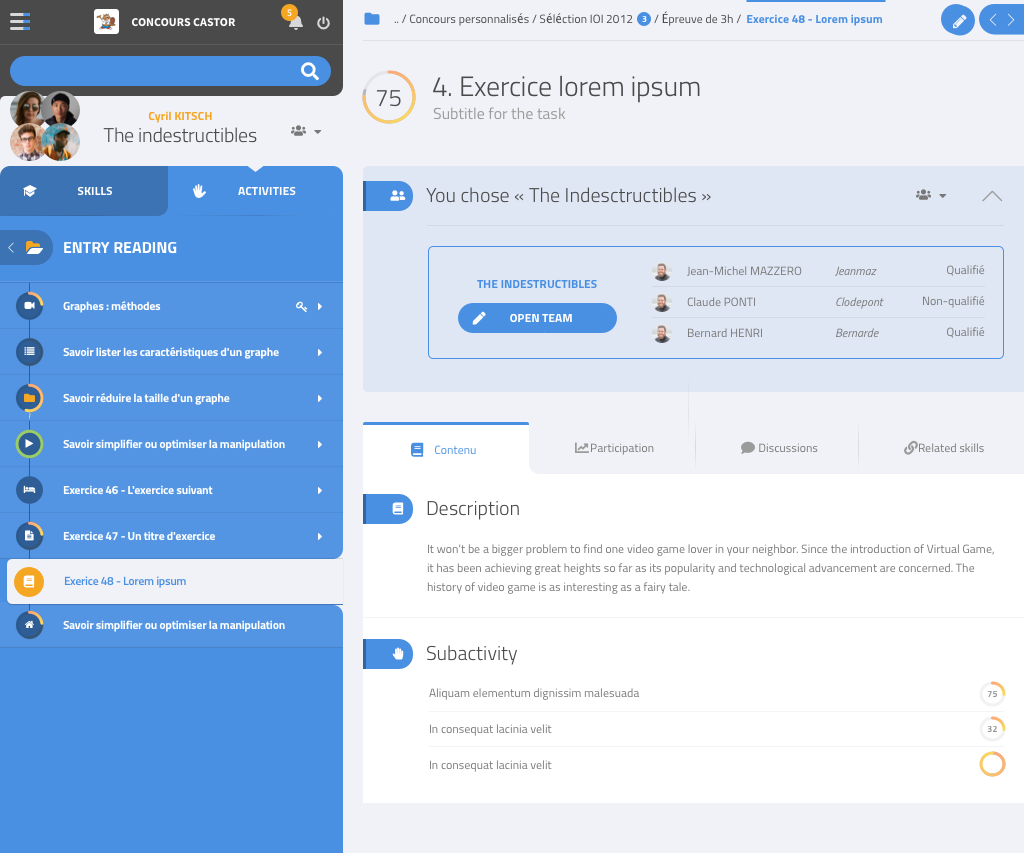 CONCOURS CASTOR
5
Cyril KITSCH
The indestructibles
SKILLS
ACTIVITIES
ENTRY READING
Graphes : méthodes
Savoir lister les caractéristiques d'un graphe
Savoir réduire la taille d'un graphe
Savoir simplifier ou optimiser la manipulation
Exercice 46 - L'exercice suivant
Exercice 47 - Un titre d'exercice
Exerice 48 - Lorem ipsum
Savoir simplifier ou optimiser la manipulation
.. / Concours personnalisés / Séléction IOI 2012 3 / Épreuve de 3h / Exercice 48 - Lorem ipsum
75
4. Exercice lorem ipsum
Subtitle for the task
You chose « The Indesctructibles »
THE INDESTRUCTIBLES
OPEN TEAM
Jean-Michel MAZZERO Jeanmaz Qualifié
Claude PONTI Clodepont Non-qualifié
Bernard HENRI Bernarde Qualifié
Contenu
Participation
Discussions
Related skills
Description
It won't be a bigger problem to find one video game lover in your neighbor. Since the introduction of Virtual Game,
it has been achieving great heights so far as its popularity and technological advancement are concerned. The
history of video game is as interesting as a fairy tale.
Subactivity
Aliquam elementum dignissim malesuada 75
In consequat lacinia velit 32
In consequat lacinia velit